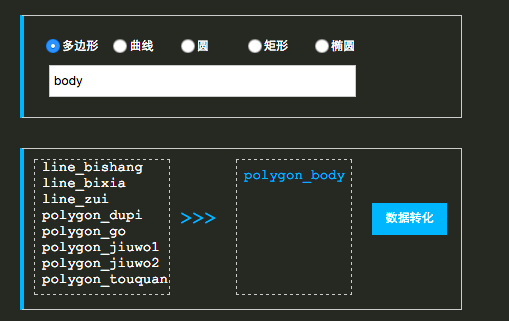 多边形 曲线 圆 矩形 椭圆
body
line_bishang
line_bixia
line_zui
polygon_dupi
polygon_go
polygon_jiuwo1
polygon_jiuwo2
polygon_touquan
>>>
polygon_body
数据转化